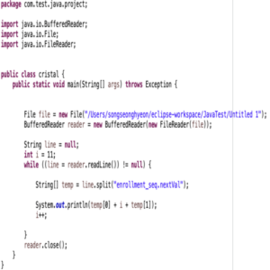 package com.test.java.project;
import java.io.BufferedReader;
import java.io.File;
import java.io.FileReader;
public class cristal {
public static void main(String[] args) throws Exception {
File file = new File("/Users/songseonghyeon/eclipse-workspace/JavaTest/Untitled 1");
BufferedReader reader = new BufferedReader(new FileReader(file));
String line = null;
int i = 11;
while ((line = reader.readLine()) != null) {
String[] temp = line.split("enrollment_seq.nextVal");
System.out.println(temp[0] + i + temp[1]);
i++;
}
reader.close();
}
}